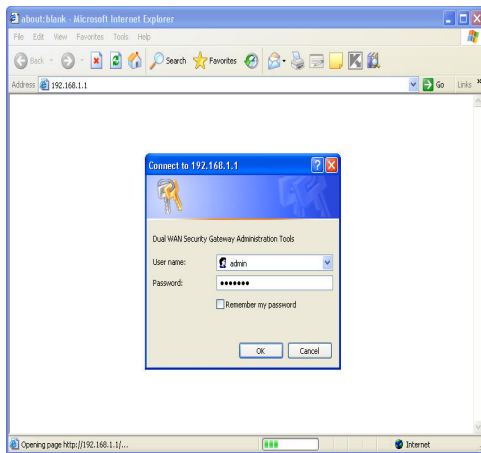 about:blank - Microsoft Internet Explorer
File Edit View Favorites Tools Help
Back Search Favorites
Address 192.168.1.1 Go Links »
Connect to 192.168.1.1
Dual WAN Security Gateway Administration Tools
User name: admin
Password: •••••••
Remember my password
OK Cancel
Opening page http://192.168.1.1/... Internet